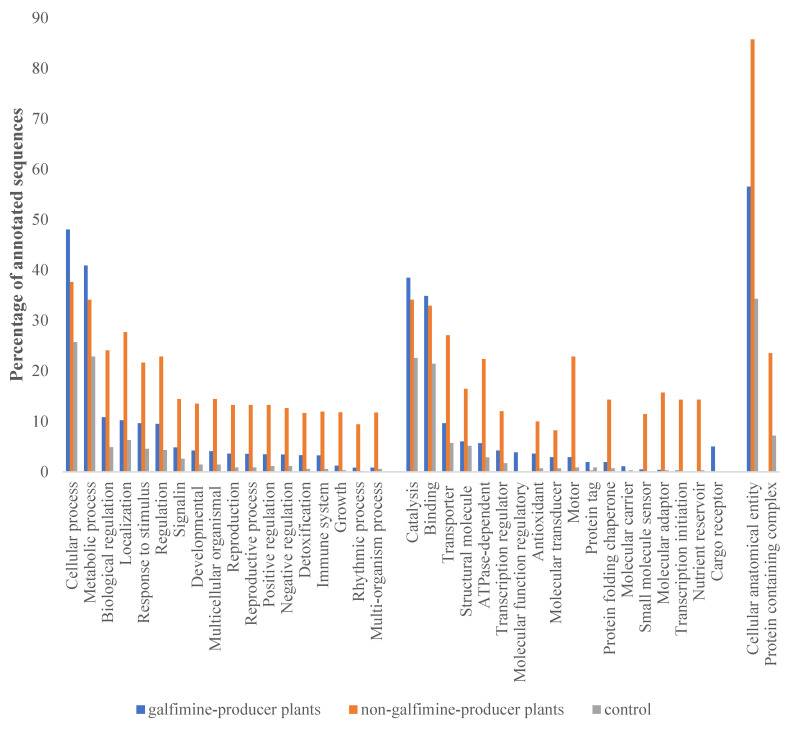 90
80
70
60
50
40
30
20
10
0
Percentage of annotated sequences
Cellular process
Metabolic process
Biological regulation
Localization
Response to stimulus
Regulation
Signalin
Developmental
Multicellular organismal
Reproduction
Reproductive process
Positive regulation
Negative regulation
Detoxification
Immune system
Growth
Rhythmic process
Multi-organism process
Catalysis
Binding
Transporter
Structural molecule
ATPase-dependent
Transcription regulator
Molecular function regulatory
Antioxidant
Molecular transducer
Motor
Protein tag
Protein folding chaperone
Molecular carrier
Small molecule sensor
Molecular adaptor
Transcription initiation
Nutrient reservoir
Cargo receptor
Cellular anatomical entity
Protein containing complex
galfimine-producer plants
non-galfimine-producer plants
control